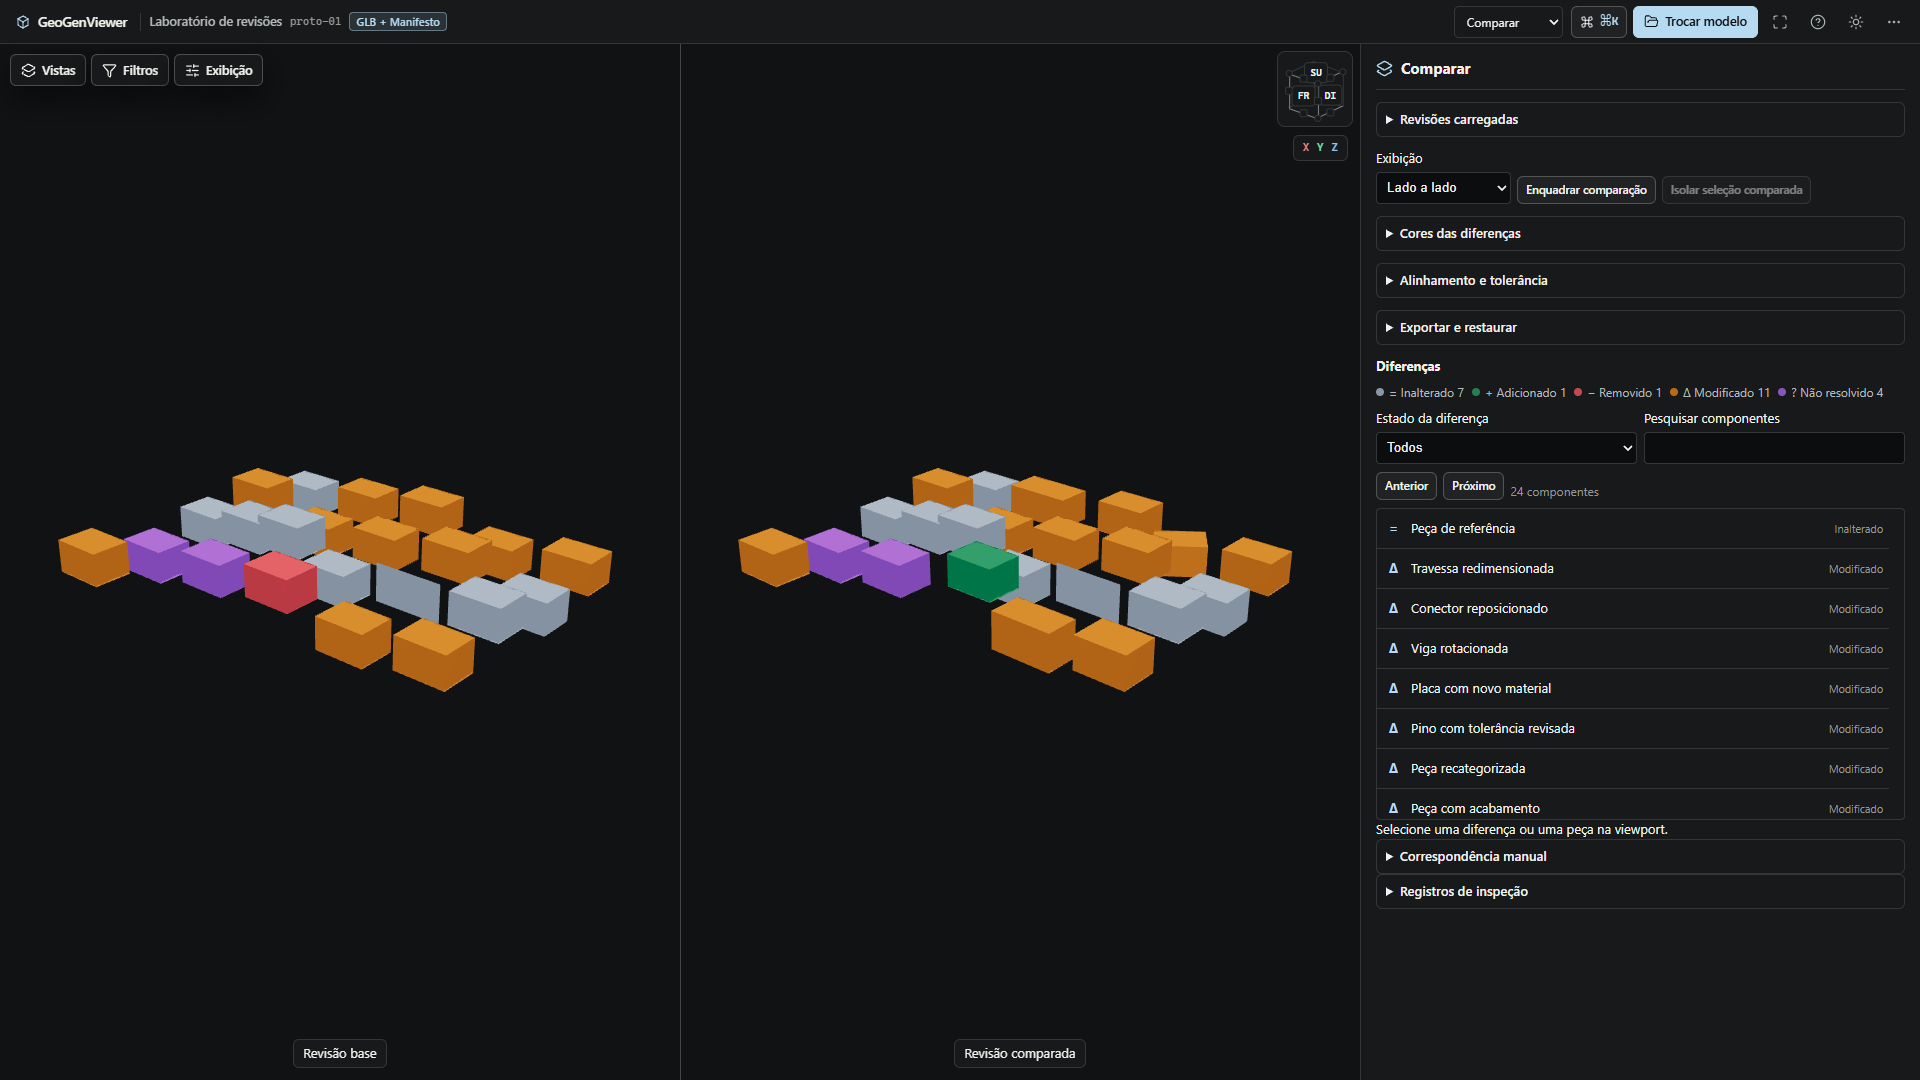 GeoGenViewer Laboratório de revisões proto-01 GLB + Manifesto Comparar ⌘ ⌘K Trocar modelo
Vistas Filtros Exibição
SU
FR DI
X Y Z
Revisão base
Revisão comparada
Comparar
Revisões carregadas
Exibição
Lado a lado Enquadrar comparação Isolar seleção comparada
Cores das diferenças
Alinhamento e tolerância
Exportar e restaurar
Diferenças
= Inalterado 7 + Adicionado 1 − Removido 1 Δ Modificado 11 ? Não resolvido 4
Estado da diferença Pesquisar componentes
Todos
Anterior Próximo 24 componentes
= Peça de referência Inalterado
Δ Travessa redimensionada Modificado
Δ Conector reposicionado Modificado
Δ Viga rotacionada Modificado
Δ Placa com novo material Modificado
Δ Pino com tolerância revisada Modificado
Δ Peça recategorizada Modificado
Δ Peça com acabamento Modificado
Selecione uma diferença ou uma peça na viewport.
Correspondência manual
Registros de inspeção